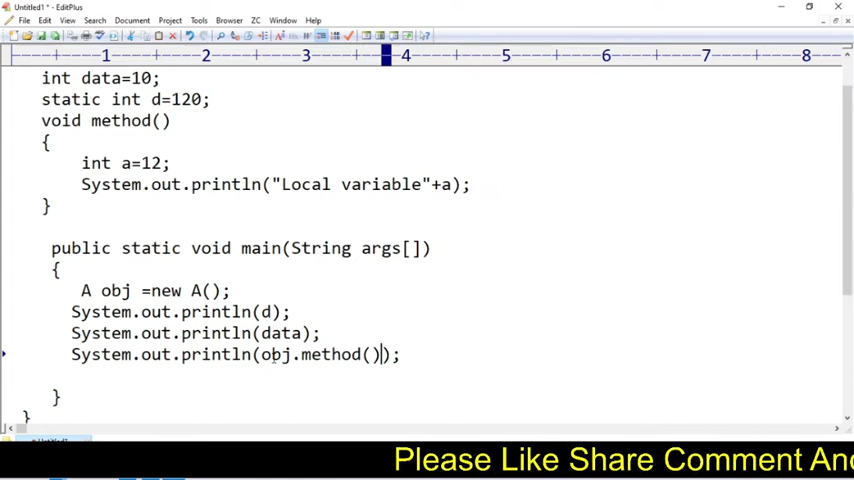 Untitled1 * - EditPlus
File Edit View Search Document Project Tools Browser ZC Window Help
1 2 3 4 5 6 7 8
int data=10;
static int d=120;
void method()
{
int a=12;
System.out.println("Local variable"+a);
}
public static void main(String args[])
{
A obj =new A();
System.out.println(d);
System.out.println(data);
System.out.println(obj.method());
}
}
Please Like Share Comment And